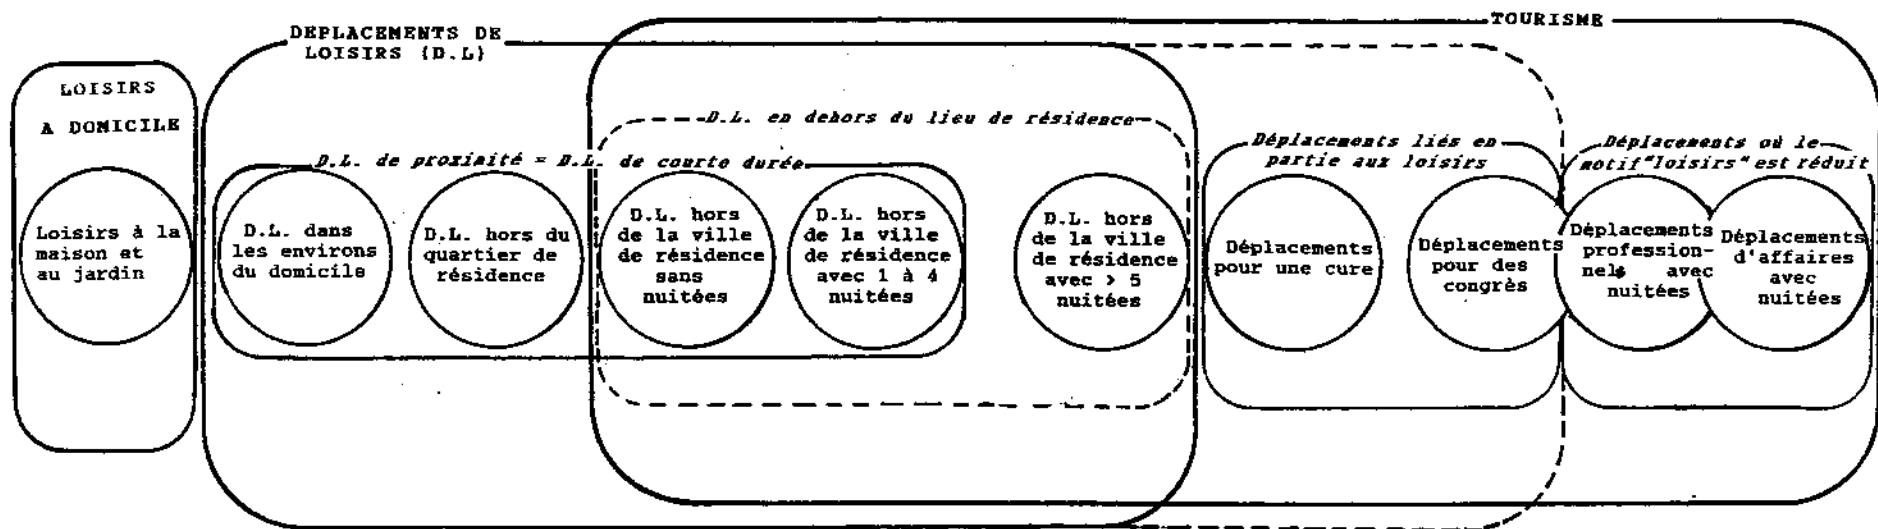 TOURISME
DEPLACEMENTS DE
LOISIRS (D.L)
LOISIRS
A DOMICILE
D.L. en dehors du lieu de résidence
Déplacements liés en
partie aux loisirs
Déplacements où le
motif "loisirs" est réduit
D.L. de proximité = D.L. de courte durée
Loisirs à la
maison et
au jardin
D.L. dans
les environs
du domicile
D.L. hors du
quartier de
résidence
D.L. hors
de la ville
de résidence
sans
nuitées
D.L. hors
de la ville
de résidence
avec 1 à 4
nuitées
D.L. hors
de la ville
de résidence
avec > 5
nuitées
Déplacements
pour une cure
Déplacements
pour des
congrès
Déplacements
profession-
nels avec
nuitées
Déplacements
d'affaires
avec
nuitées